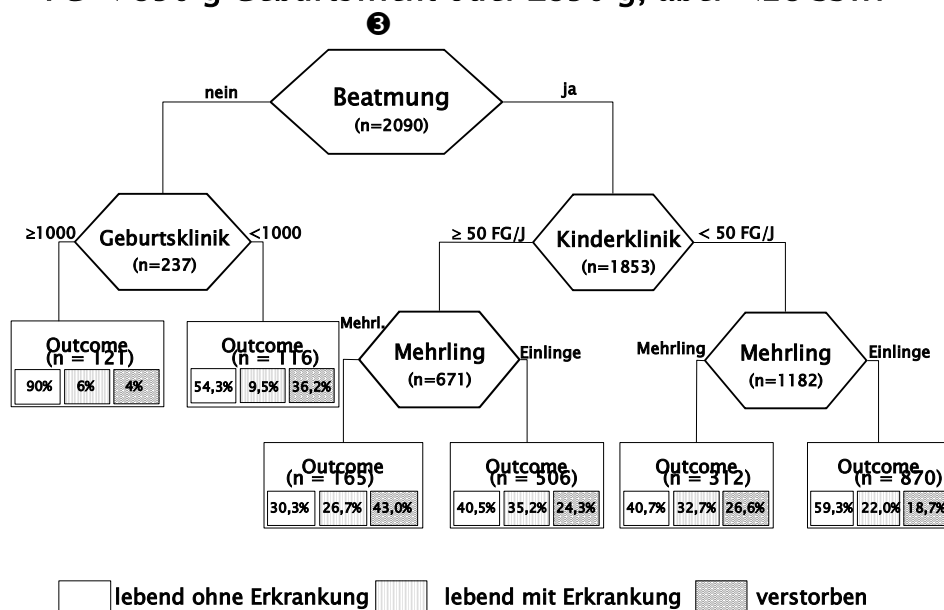 ❸
nein
Beatmung
ja
(n=2090)
≥1000
Geburtsklinik
<1000
(n=237)
≥ 50 FG/J
Kinderklinik
< 50 FG/J
(n=1853)
Outcome
(n = 121)
90% 6% 4%
Outcome
(n = 116)
54,3% 9,5% 36,2%
Mehrl.
Mehrling
Einlinge
(n=671)
Mehrling
Mehrling
Einlinge
(n=1182)
Outcome
(n = 165)
30,3% 26,7% 43,0%
Outcome
(n = 506)
40,5% 35,2% 24,3%
Outcome
(n = 312)
40,7% 32,7% 26,6%
Outcome
(n = 870)
59,3% 22,0% 18,7%
lebend ohne Erkrankung lebend mit Erkrankung verstorben